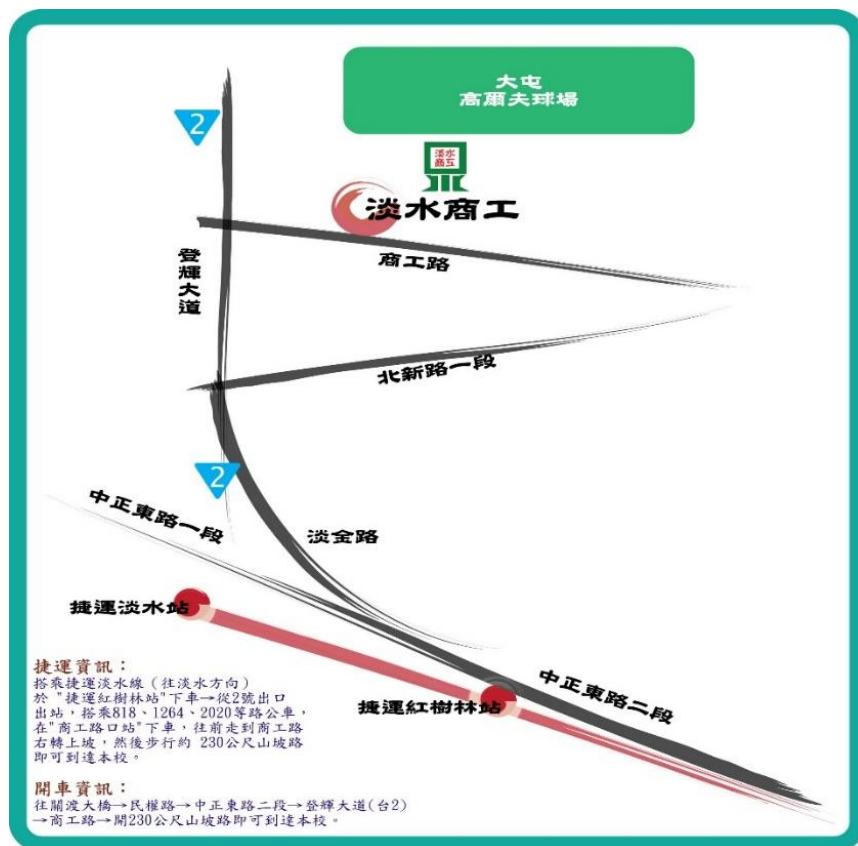 大屯
高爾夫球場
2
淡水
商工
淡水商工
商工路
登輝大道
北新路一段
2
中正東路一段
淡金路
捷運淡水站
中正東路二段
捷運紅樹林站
捷運資訊：
搭乘捷運淡水線（往淡水方向）
於 "捷運紅樹林站"下車→從2號出口
出站，搭乘818、1264、2020等路公車，
在"商工路口站"下車，往前走到商工路
右轉上坡，然後步行約 230公尺山坡路
即可到達本校。
開車資訊：
往關渡大橋→民權路→中正東路二段→登輝大道(台2)
→商工路→開230公尺山坡路即可到達本校。